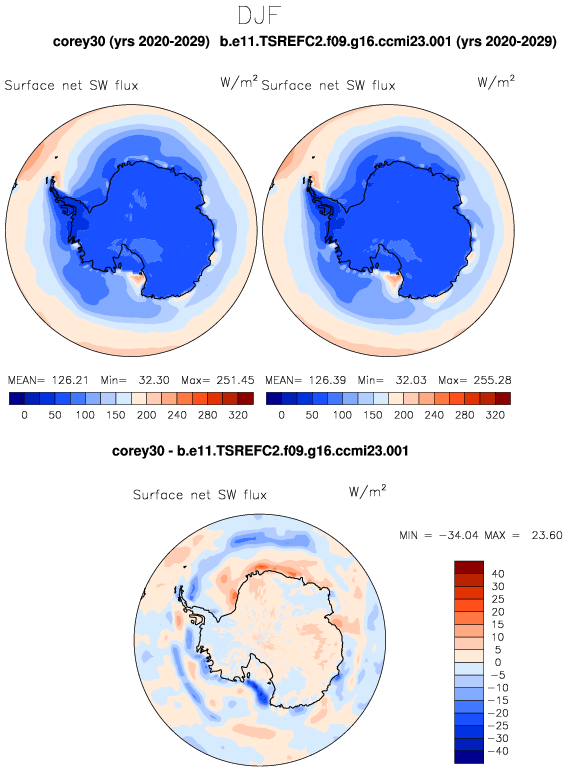 DJF
corey30 (yrs 2020-2029) b.e11.TSREFC2.f09.g16.ccmi23.001 (yrs 2020-2029)
Surface net SW flux W/m² Surface net SW flux W/m²
MEAN= 126.21 Min= 32.30 Max= 251.45 MEAN= 126.39 Min= 32.03 Max= 255.28
0 50 100 150 200 240 280 320 0 50 100 150 200 240 280 320
corey30 - b.e11.TSREFC2.f09.g16.ccmi23.001
Surface net SW flux W/m²
MIN = −34.04 MAX = 23.60
40
30
20
15
10
5
0
−5
−10
−15
−20
−25
−30
−40